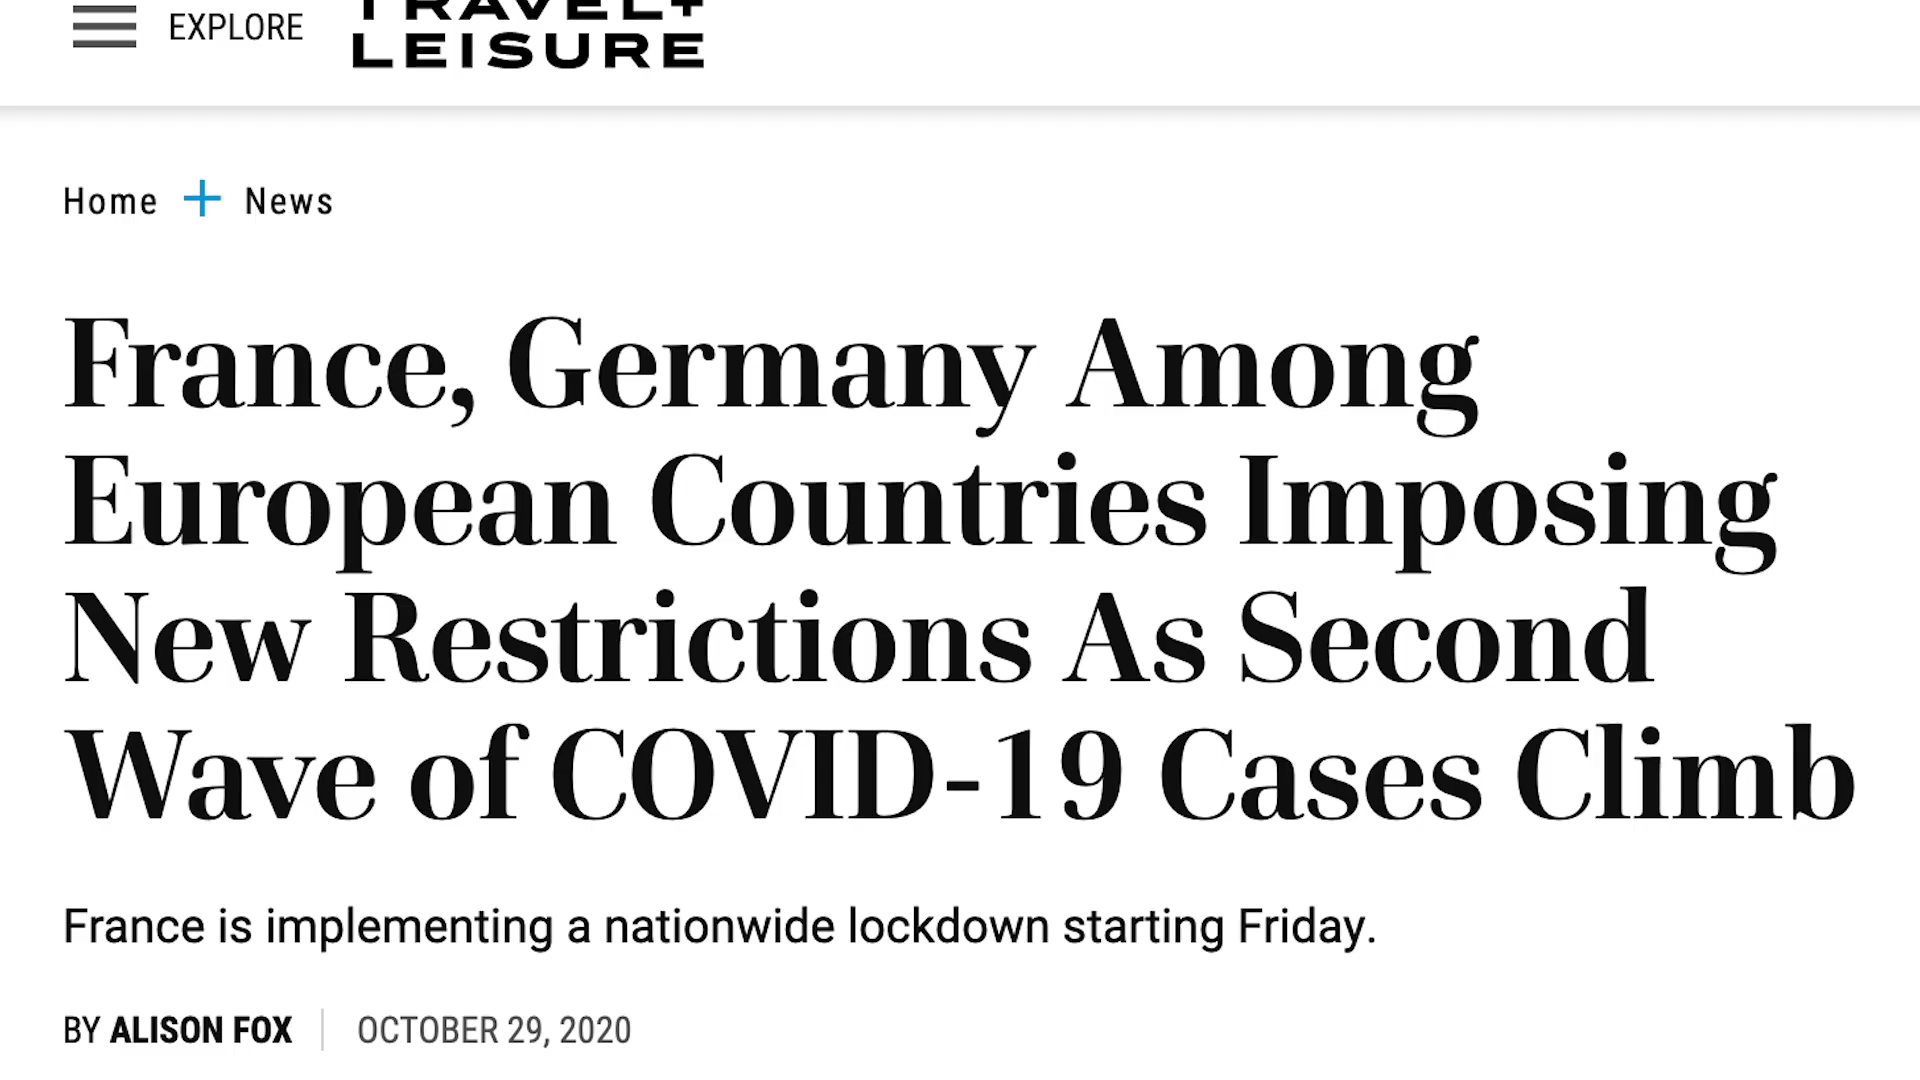 EXPLORE
TRAVEL+
LEISURE
Home + News
France, Germany Among
European Countries Imposing
New Restrictions As Second
Wave of COVID-19 Cases Climb
France is implementing a nationwide lockdown starting Friday.
BY ALISON FOX | OCTOBER 29, 2020